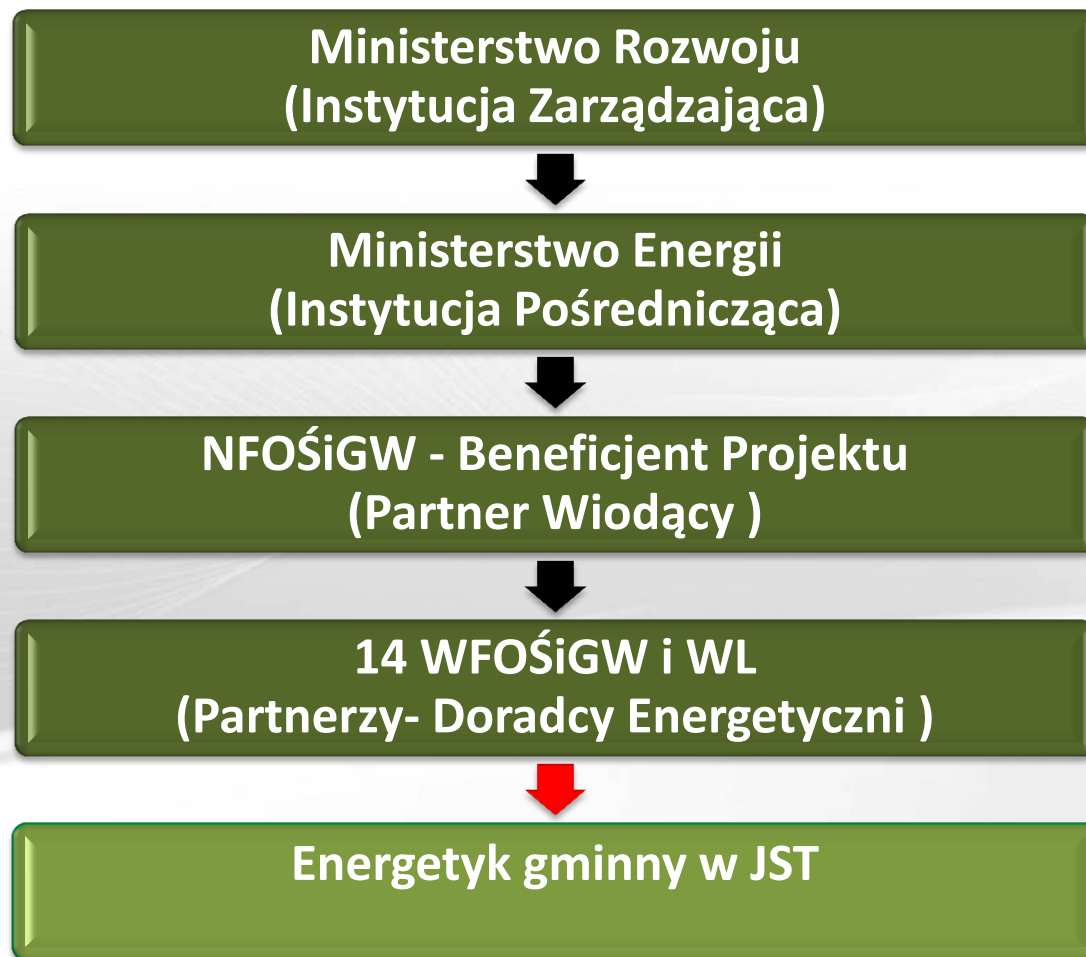 Ministerstwo Rozwoju
(Instytucja Zarządzająca)
Ministerstwo Energii
(Instytucja Pośrednicząca)
NFOŚiGW - Beneficjent Projektu
(Partner Wiodący )
14 WFOŚiGW i WL
(Partnerzy- Doradcy Energetyczni )
Energetyk gminny w JST